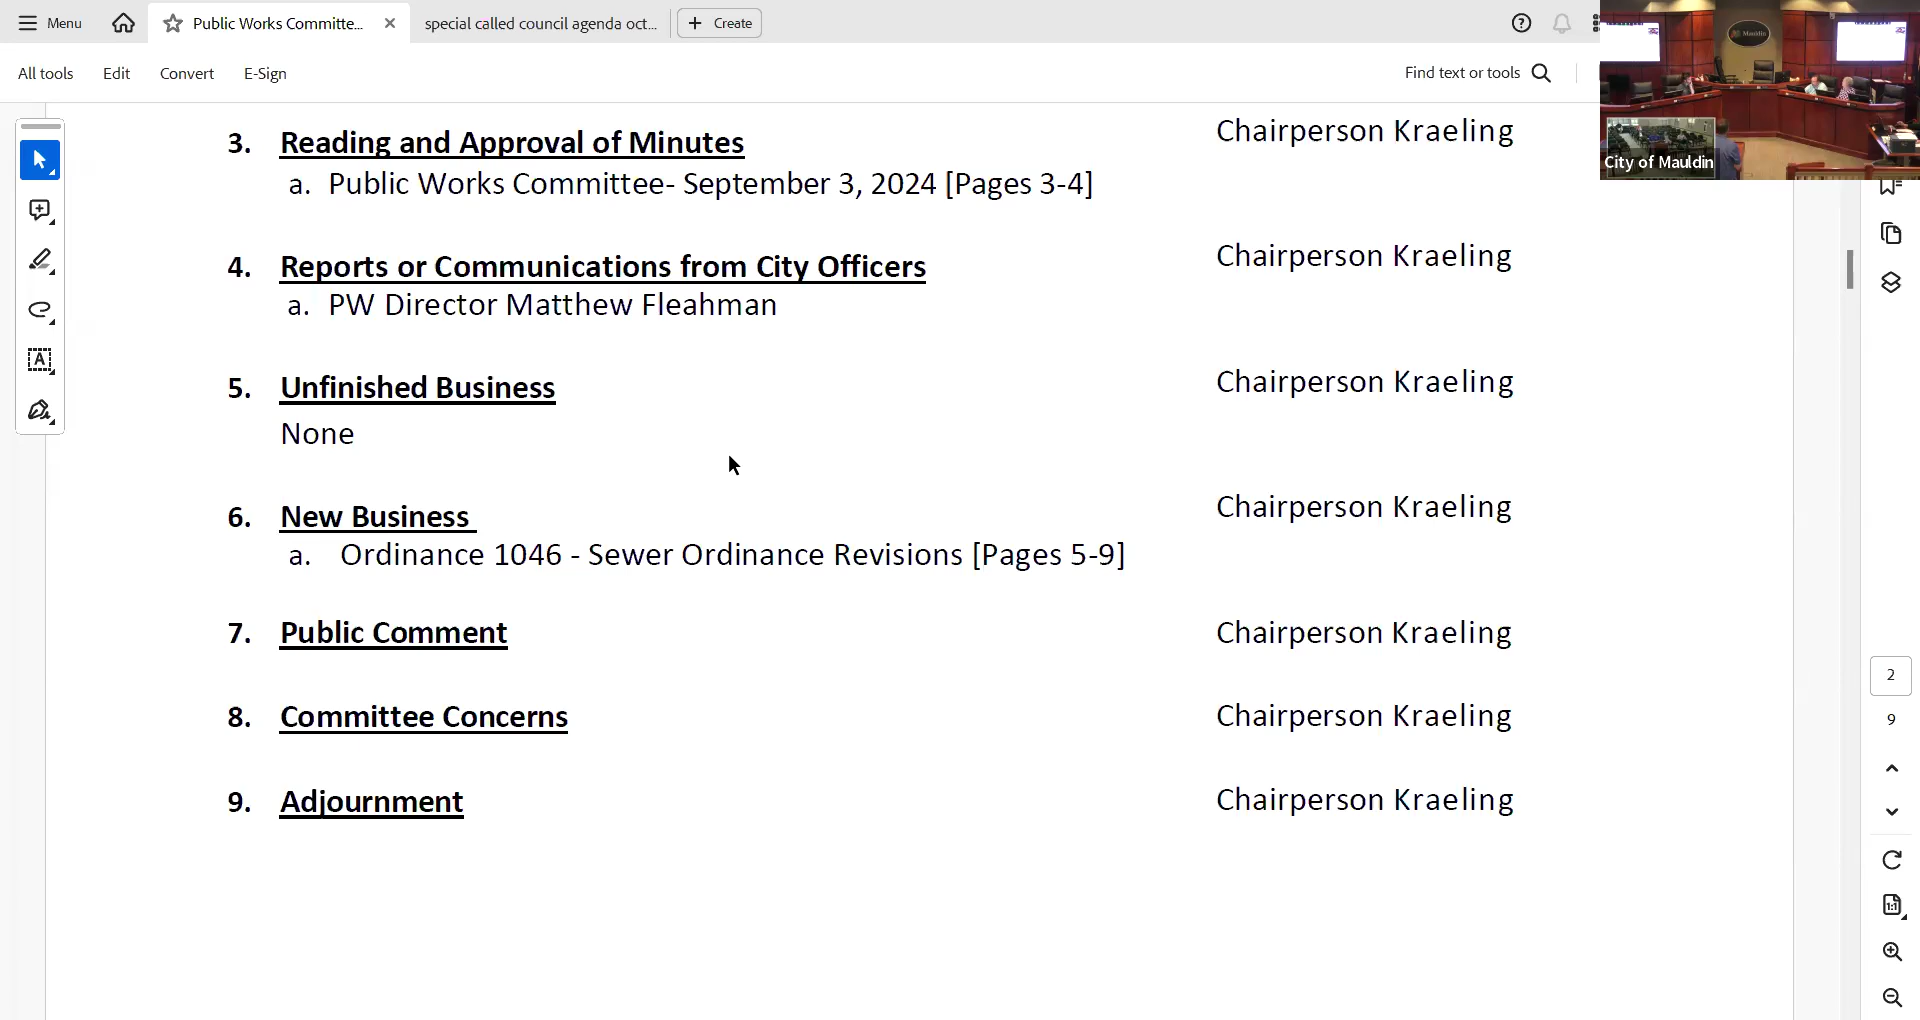 Menu
Public Works Committe...
special called council agenda oct...
Create
All tools
Edit
Convert
E-Sign
Find text or tools
Mauldin
City of Mauldin
3. Reading and Approval of Minutes
Chairperson Kraeling
a. Public Works Committee- September 3, 2024 [Pages 3-4]
4. Reports or Communications from City Officers
Chairperson Kraeling
a. PW Director Matthew Fleahman
5. Unfinished Business
Chairperson Kraeling
None
6. New Business
Chairperson Kraeling
a. Ordinance 1046 - Sewer Ordinance Revisions [Pages 5-9]
7. Public Comment
Chairperson Kraeling
8. Committee Concerns
Chairperson Kraeling
9. Adjournment
Chairperson Kraeling
2
9